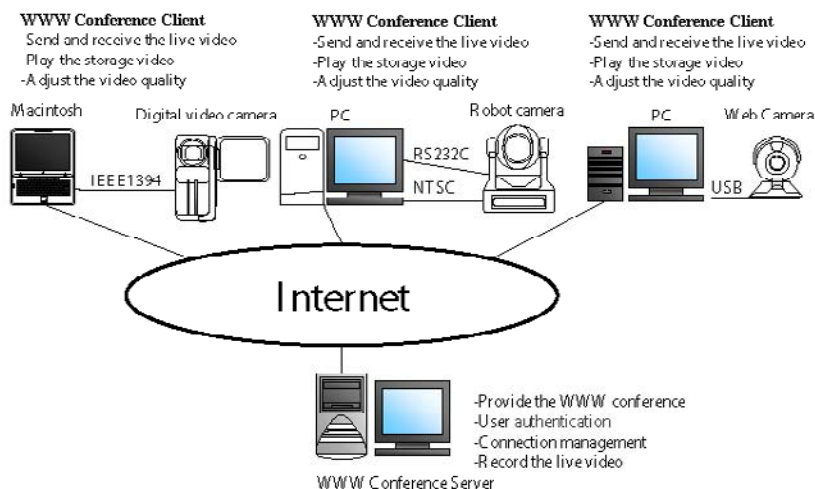 WWW Conference Client
Send and receive the live video
Play the storage video
-Adjust the video quality
WWW Conference Client
-Send and receive the live video
-Play the storage video
-Adjust the video quality
WWW Conference Client
-Send and receive the live video
-Play the storage video
-Adjust the video quality
Macintosh
Digital video camera
PC
Robot camera
PC
Web Camera
IEEE1394
RS232C
NTSC
USB
Internet
-Provide the WWW conference
-User authentication
-Connection management
-Record the live video
WWW Conference Server